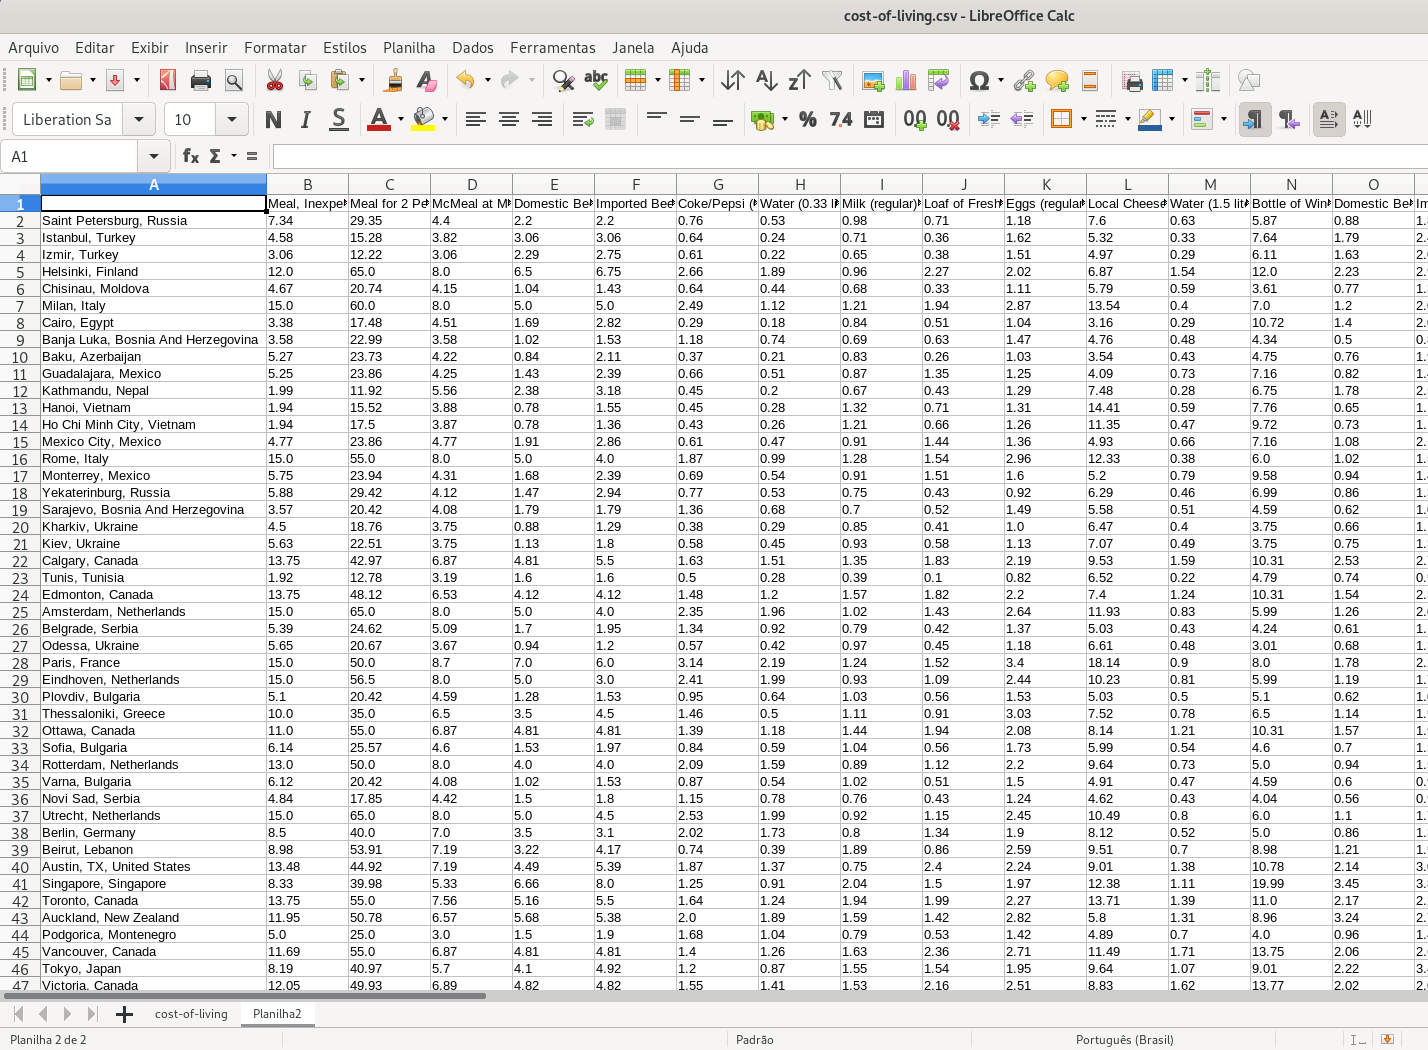 cost-of-living.csv - LibreOffice Calc
Arquivo Editar Exibir Inserir Formatar Estilos Planilha Dados Ferramentas Janela Ajuda
Liberation Sa 10 N I S A 7.4
A1 fx Σ =
A B C D E F G H I J K L M N O
1 Meal, Inexpe Meal for 2 Pe McMeal at M Domestic Be Imported Bee Coke/Pepsi ( Water (0.33 li Milk (regular) Loaf of Fresh Eggs (regular Local Cheese Water (1.5 lit Bottle of Win Domestic Be Im
2 Saint Petersburg, Russia 7.34 29.35 4.4 2.2 2.2 0.76 0.53 0.98 0.71 1.18 7.6 0.63 5.87 0.88
3 Istanbul, Turkey 4.58 15.28 3.82 3.06 3.06 0.64 0.24 0.71 0.36 1.62 5.32 0.33 7.64 1.79
4 Izmir, Turkey 3.06 12.22 3.06 2.29 2.75 0.61 0.22 0.65 0.38 1.51 4.97 0.29 6.11 1.63
5 Helsinki, Finland 12.0 65.0 8.0 6.5 6.75 2.66 1.89 0.96 2.27 2.02 6.87 1.54 12.0 2.23
6 Chisinau, Moldova 4.67 20.74 4.15 1.04 1.43 0.64 0.44 0.68 0.33 1.11 5.79 0.59 3.61 0.77
7 Milan, Italy 15.0 60.0 8.0 5.0 5.0 2.49 1.12 1.21 1.94 2.87 13.54 0.4 7.0 1.2
8 Cairo, Egypt 3.38 17.48 4.51 1.69 2.82 0.29 0.18 0.84 0.51 1.04 3.16 0.29 10.72 1.4
9 Banja Luka, Bosnia And Herzegovina 3.58 22.99 3.58 1.02 1.53 1.18 0.74 0.69 0.63 1.47 4.76 0.48 4.34 0.5
10 Baku, Azerbaijan 5.27 23.73 4.22 0.84 2.11 0.37 0.21 0.83 0.26 1.03 3.54 0.43 4.75 0.76
11 Guadalajara, Mexico 5.25 23.86 4.25 1.43 2.39 0.66 0.51 0.87 1.35 1.25 4.09 0.73 7.16 0.82
12 Kathmandu, Nepal 1.99 11.92 5.56 2.38 3.18 0.45 0.2 0.67 0.43 1.29 7.48 0.28 6.75 1.78
13 Hanoi, Vietnam 1.94 15.52 3.88 0.78 1.55 0.45 0.28 1.32 0.71 1.31 14.41 0.59 7.76 0.65
14 Ho Chi Minh City, Vietnam 1.94 17.5 3.87 0.78 1.36 0.43 0.26 1.21 0.66 1.26 11.35 0.47 9.72 0.73
15 Mexico City, Mexico 4.77 23.86 4.77 1.91 2.86 0.61 0.47 0.91 1.44 1.36 4.93 0.66 7.16 1.08
16 Rome, Italy 15.0 55.0 8.0 5.0 4.0 1.87 0.99 1.28 1.54 2.96 12.33 0.38 6.0 1.02
17 Monterrey, Mexico 5.75 23.94 4.31 1.68 2.39 0.69 0.54 0.91 1.51 1.6 5.2 0.79 9.58 0.94
18 Yekaterinburg, Russia 5.88 29.42 4.12 1.47 2.94 0.77 0.53 0.75 0.43 0.92 6.29 0.46 6.99 0.86
19 Sarajevo, Bosnia And Herzegovina 3.57 20.42 4.08 1.79 1.79 1.36 0.68 0.7 0.52 1.49 5.58 0.51 4.59 0.62
20 Kharkiv, Ukraine 4.5 18.76 3.75 0.88 1.29 0.38 0.29 0.85 0.41 1.0 6.47 0.4 3.75 0.66
21 Kiev, Ukraine 5.63 22.51 3.75 1.13 1.8 0.58 0.45 0.93 0.58 1.13 7.07 0.49 3.75 0.75
22 Calgary, Canada 13.75 42.97 6.87 4.81 5.5 1.63 1.51 1.35 1.83 2.19 9.53 1.59 10.31 2.53
23 Tunis, Tunisia 1.92 12.78 3.19 1.6 1.6 0.5 0.28 0.39 0.1 0.82 6.52 0.22 4.79 0.74
24 Edmonton, Canada 13.75 48.12 6.53 4.12 4.12 1.48 1.2 1.57 1.82 2.2 7.4 1.24 10.31 1.54
25 Amsterdam, Netherlands 15.0 65.0 8.0 5.0 4.0 2.35 1.96 1.02 1.43 2.64 11.93 0.83 5.99 1.26
26 Belgrade, Serbia 5.39 24.62 5.09 1.7 1.95 1.34 0.92 0.79 0.42 1.37 5.03 0.43 4.24 0.61
27 Odessa, Ukraine 5.65 20.67 3.67 0.94 1.2 0.57 0.42 0.97 0.45 1.18 6.61 0.48 3.01 0.68
28 Paris, France 15.0 50.0 8.7 7.0 6.0 3.14 2.19 1.24 1.52 3.4 18.14 0.9 8.0 1.78
29 Eindhoven, Netherlands 15.0 56.5 8.0 5.0 3.0 2.41 1.99 0.93 1.09 2.44 10.23 0.81 5.99 1.19
30 Plovdiv, Bulgaria 5.1 20.42 4.59 1.28 1.53 0.95 0.64 1.03 0.56 1.53 5.03 0.5 5.1 0.62
31 Thessaloniki, Greece 10.0 35.0 6.5 3.5 4.5 1.46 0.5 1.11 0.91 3.03 7.52 0.78 6.5 1.14
32 Ottawa, Canada 11.0 55.0 6.87 4.81 4.81 1.39 1.18 1.44 1.94 2.08 8.14 1.21 10.31 1.57
33 Sofia, Bulgaria 6.14 25.57 4.6 1.53 1.97 0.84 0.59 1.04 0.56 1.73 5.99 0.54 4.6 0.7
34 Rotterdam, Netherlands 13.0 50.0 8.0 4.0 4.0 2.09 1.59 0.89 1.12 2.2 9.64 0.73 5.0 0.94
35 Varna, Bulgaria 6.12 20.42 4.08 1.02 1.53 0.87 0.54 1.02 0.51 1.5 4.91 0.47 4.59 0.6
36 Novi Sad, Serbia 4.84 17.85 4.42 1.5 1.8 1.15 0.78 0.76 0.43 1.24 4.62 0.43 4.04 0.56
37 Utrecht, Netherlands 15.0 65.0 8.0 5.0 4.5 2.53 1.99 0.92 1.15 2.45 10.49 0.8 6.0 1.1
38 Berlin, Germany 8.5 40.0 7.0 3.5 3.1 2.02 1.73 0.8 1.34 1.9 8.12 0.52 5.0 0.86
39 Beirut, Lebanon 8.98 53.91 7.19 3.22 4.17 0.74 0.39 1.89 0.86 2.59 9.51 0.7 8.98 1.21
40 Austin, TX, United States 13.48 44.92 7.19 4.49 5.39 1.87 1.37 0.75 2.4 2.24 9.01 1.38 10.78 2.14
41 Singapore, Singapore 8.33 39.98 5.33 6.66 8.0 1.25 0.91 2.04 1.5 1.97 12.38 1.11 19.99 3.45
42 Toronto, Canada 13.75 55.0 7.56 5.16 5.5 1.64 1.24 1.94 1.99 2.27 13.71 1.39 11.0 2.17
43 Auckland, New Zealand 11.95 50.78 6.57 5.68 5.38 2.0 1.89 1.59 1.42 2.82 5.8 1.31 8.96 3.24
44 Podgorica, Montenegro 5.0 25.0 3.0 1.5 1.9 1.68 1.04 0.79 0.53 1.42 4.89 0.7 4.0 0.96
45 Vancouver, Canada 11.69 55.0 6.87 4.81 4.81 1.4 1.26 1.63 2.36 2.71 11.49 1.71 13.75 2.06
46 Tokyo, Japan 8.19 40.97 5.7 4.1 4.92 1.2 0.87 1.55 1.54 1.95 9.64 1.07 9.01 2.22
47 Victoria, Canada 12.05 49.93 6.89 4.82 4.82 1.55 1.41 1.53 2.16 2.51 8.83 1.62 13.77 2.02
cost-of-living Planilha2
Planilha 2 de 2 Padrão Português (Brasil)